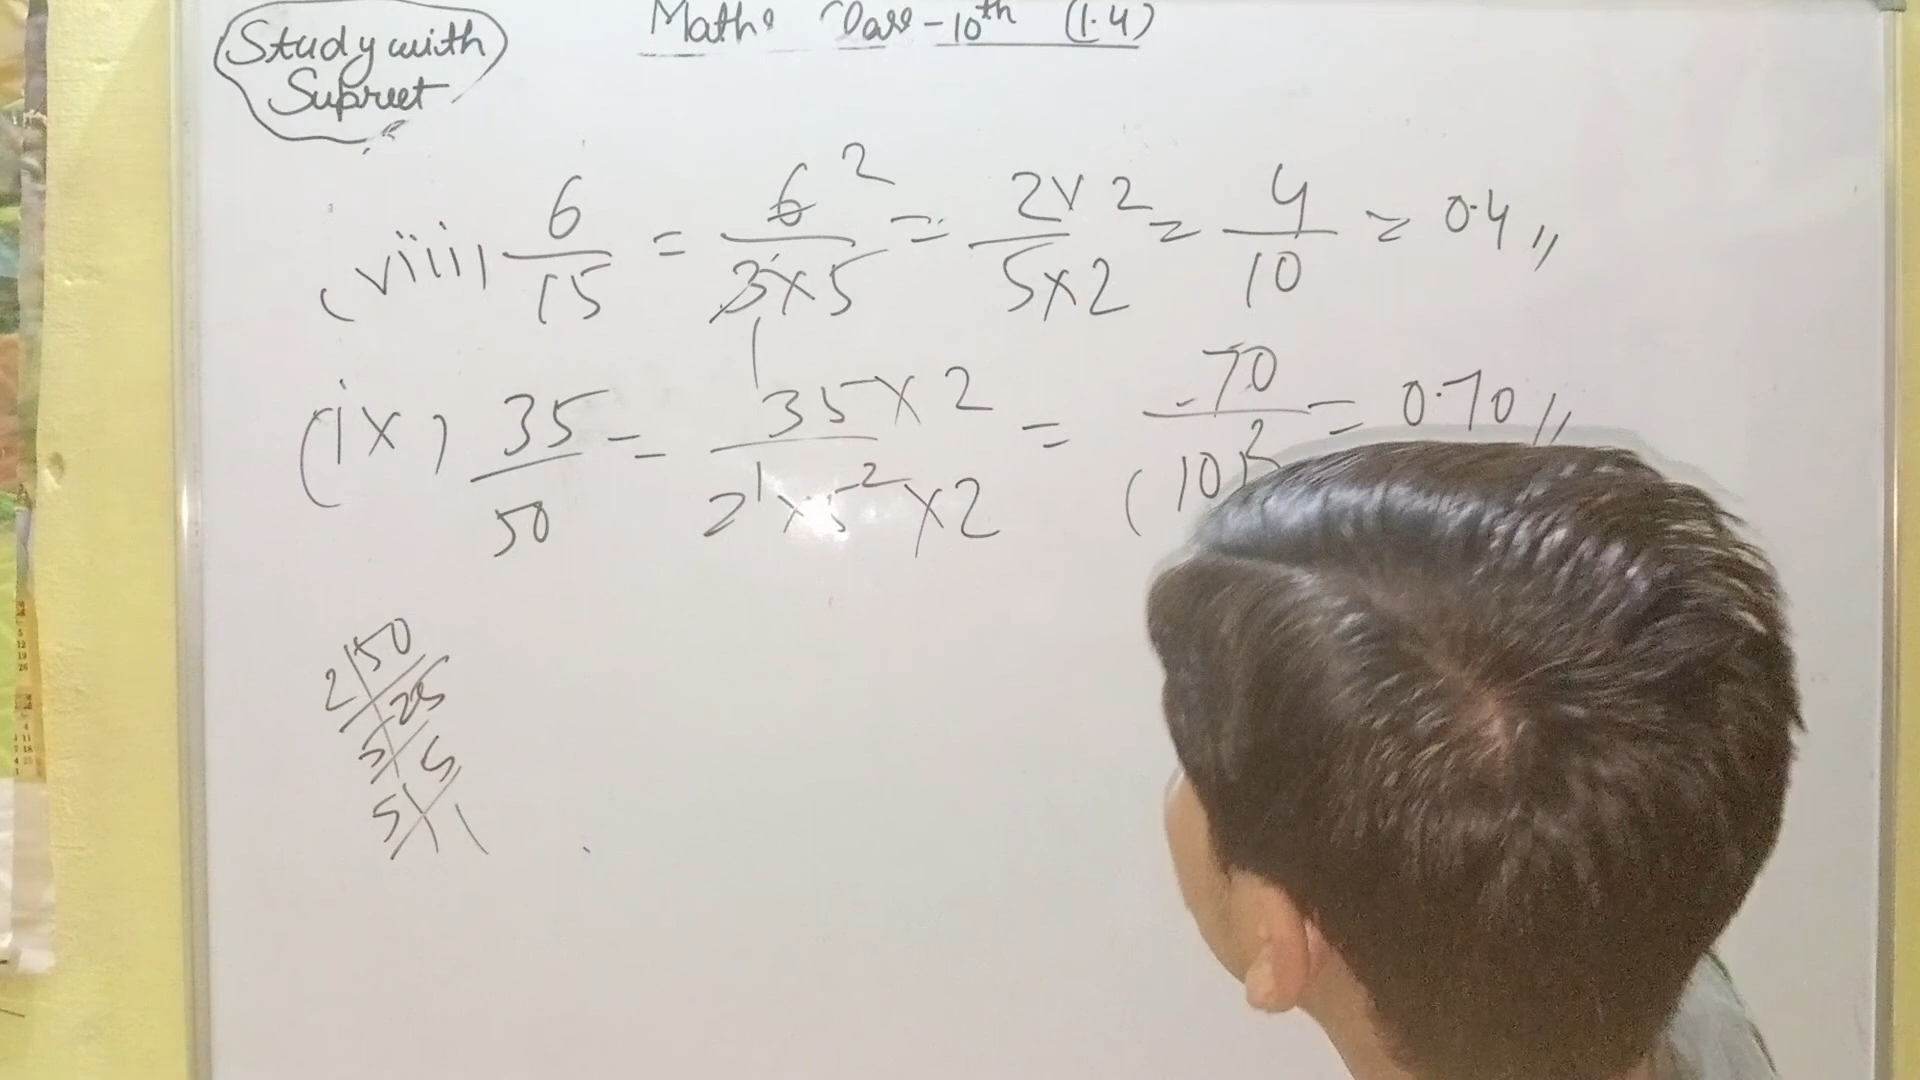 Study with
Supreet
Maths Class - 10th (1.4)
(viii) 6/15 = 6 2/3×5 1 = 2×2/5×2 = 4/10 = 0.4 //
(ix) 35/50 = 35×2/2¹×5²×2 = 70/(10)² = 0.70 //
2 | 50
5 | 25
5 | 5
1